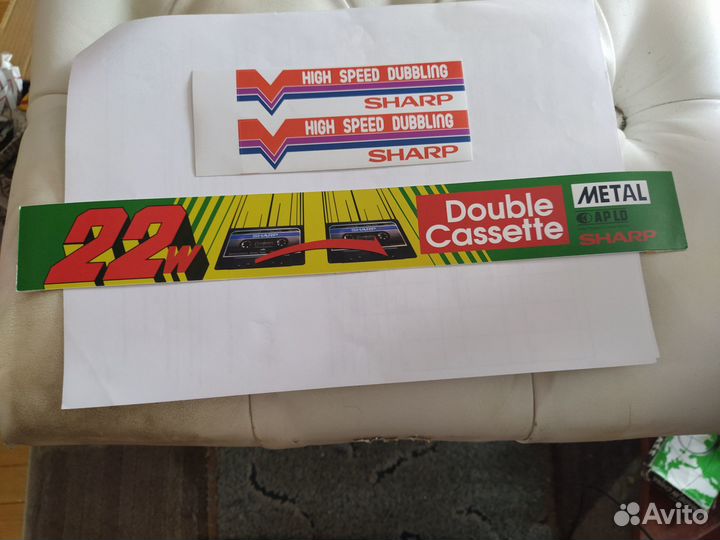 HIGH SPEED DUBBLING
SHARP
HIGH SPEED DUBBLING
SHARP
22W
SHARP
SHARP
Double
Cassette
METAL
APLD
SHARP
Avito